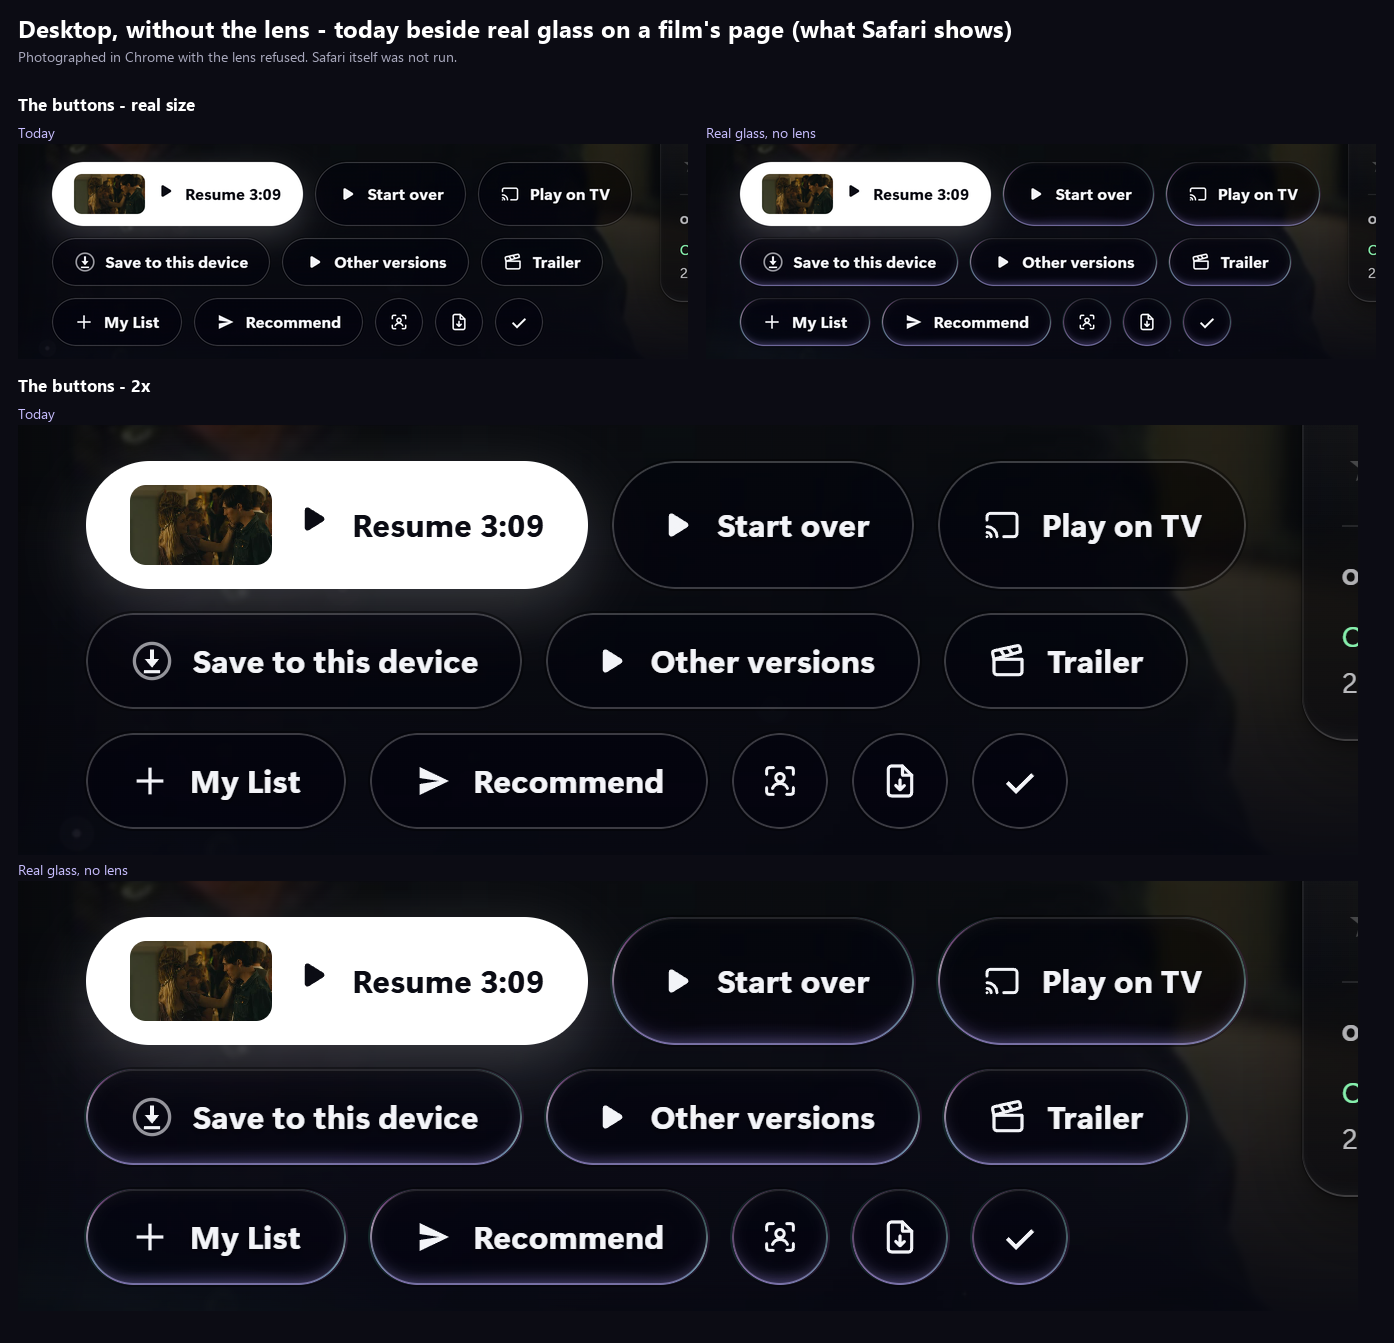 Desktop, without the lens - today beside real glass on a film's page (what Safari shows)
Photographed in Chrome with the lens refused. Safari itself was not run.
The buttons - real size
Today
Real glass, no lens
Resume 3:09
Start over
Play on TV
Save to this device
Other versions
Trailer
My List
Recommend
o
C
2
Resume 3:09
Start over
Play on TV
Save to this device
Other versions
Trailer
My List
Recommend
o
C
2
The buttons - 2x
Today
Resume 3:09
Start over
Play on TV
Save to this device
Other versions
Trailer
My List
Recommend
o
C
2
Real glass, no lens
Resume 3:09
Start over
Play on TV
Save to this device
Other versions
Trailer
My List
Recommend
o
C
2